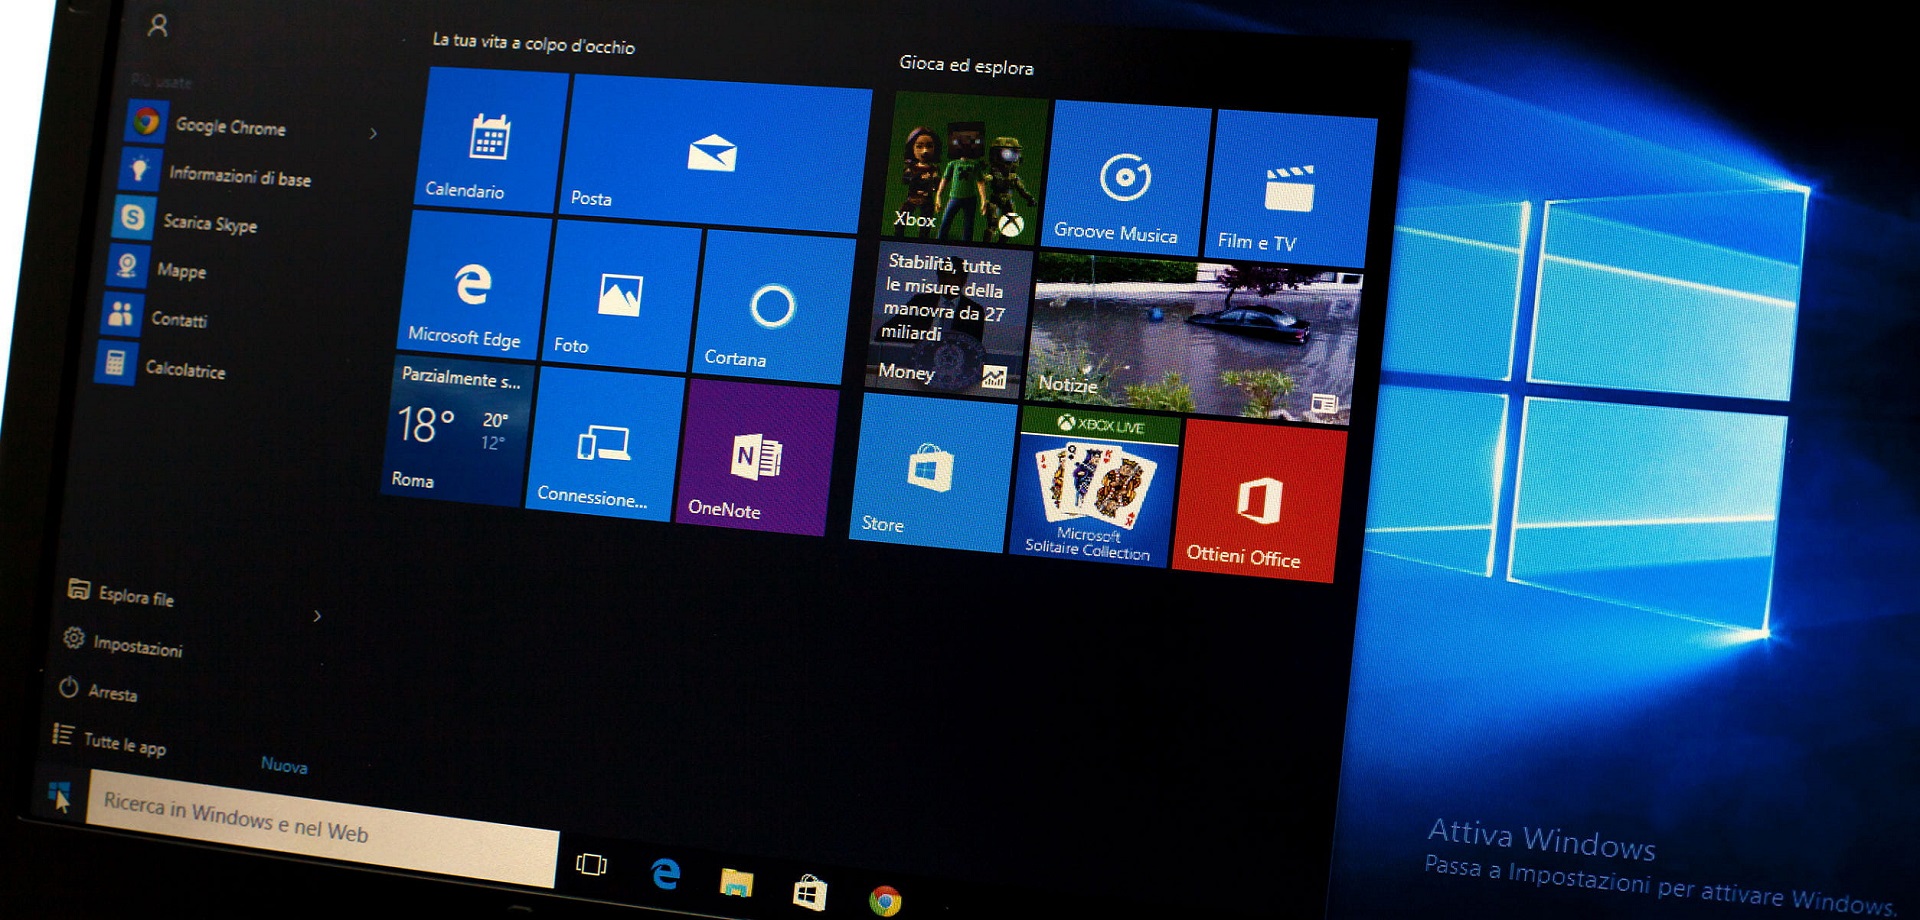 La tua vita a colpo d'occhio
Gioca ed esplora
Più usate
Google Chrome
Informazioni di base
Scarica Skype
Mappe
Contatti
Calcolatrice
Calendario
Posta
Microsoft Edge
Foto
Cortana
Parzialmente s...
18°
20°
12°
Roma
Connessione...
N
OneNote
Xbox
Groove Musica
Film e TV
Stabilità, tutte
le misure della
manovra da 27
miliardi
Money
Notizie
Store
XBOX LIVE
Microsoft
Solitaire Collection
Ottieni Office
Esplora file
Impostazioni
Arresta
Tutte le app
Nuova
Ricerca in Windows e nel Web
Attiva Windows
Passa a Impostazioni per attivare Windows.